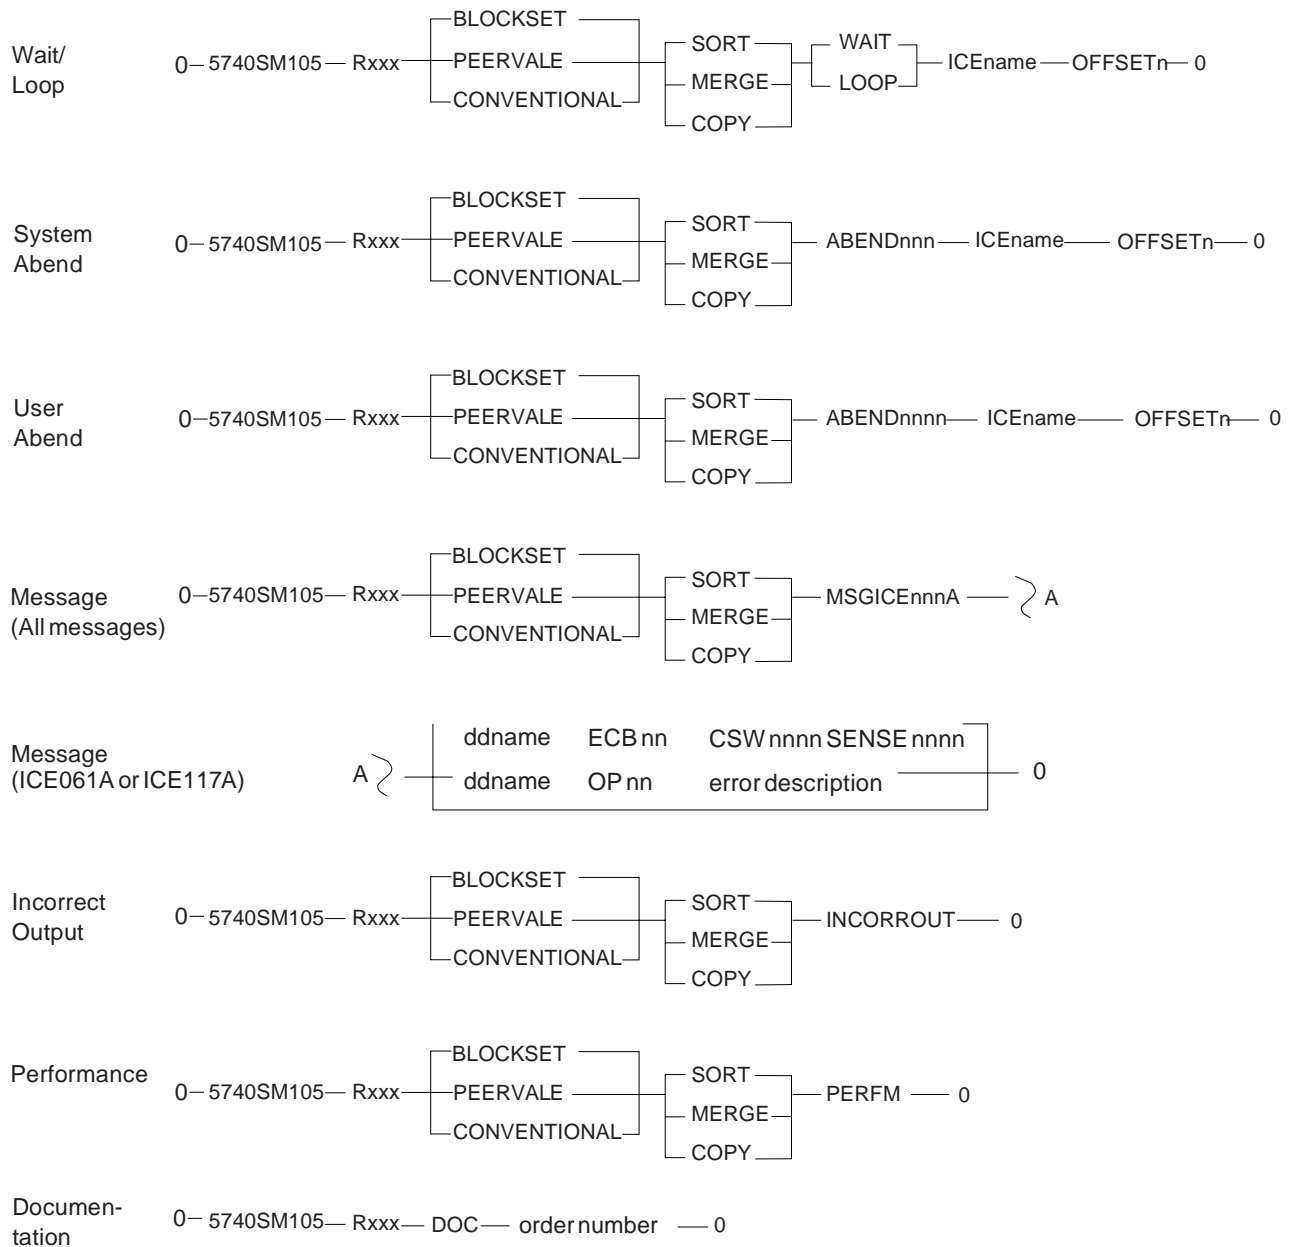 BLOCKSET
Wait/ 0 5740SM105 Rxxx PEERVALE SORT WAIT ICEname OFFSETn 0
Loop MERGE LOOP
CONVENTIONAL
COPY
BLOCKSET
System 0 5740SM105 Rxxx PEERVALE SORT ABENDnnn ICEname OFFSETn 0
Abend MERGE
CONVENTIONAL
COPY
BLOCKSET
User 0 5740SM105 Rxxx PEERVALE SORT ABENDnnnn ICEname OFFSETn 0
Abend MERGE
CONVENTIONAL
COPY
BLOCKSET
Message 0 5740SM105 Rxxx PEERVALE SORT MSGICEnnnA A
(All messages) MERGE
CONVENTIONAL
COPY
ddname ECB nn CSW nnnn SENSE nnnn
Message
(ICE061A or ICE117A) A ddname OP nn error description 0
BLOCKSET
Incorrect 0 5740SM105 Rxxx PEERVALE SORT INCORROUT 0
Output MERGE
CONVENTIONAL
COPY
BLOCKSET
Performance 0 5740SM105 Rxxx PEERVALE SORT PERFM 0
MERGE
CONVENTIONAL
COPY
Documen- 0 5740SM105 Rxxx DOC order number 0
tation